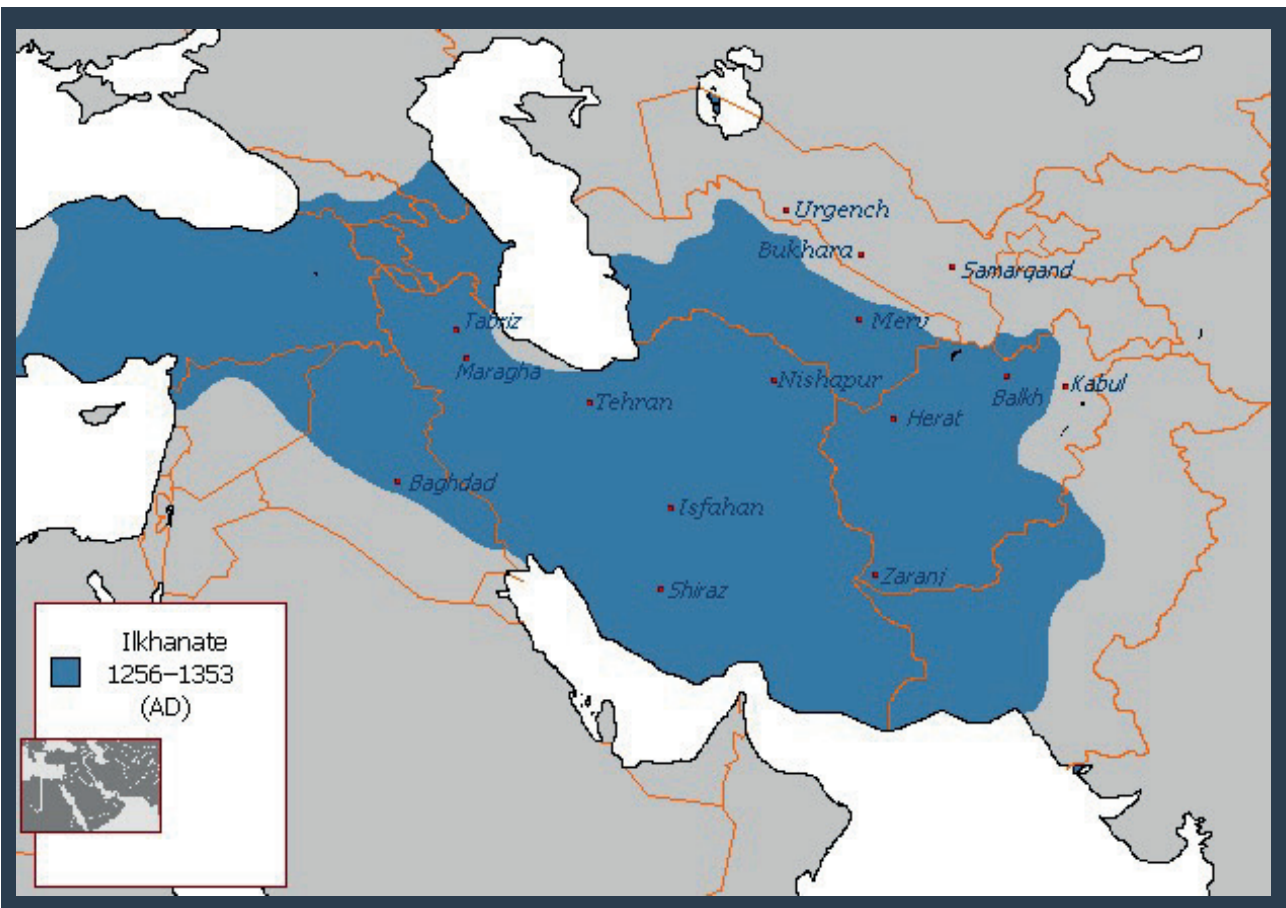 Urgench
Bukhara
Samarqand
Tabriz
Merv
Maragha
Nishapur
Balkh
Kabul
Tehran
Herat
Baghdad
Isfahan
Zaranj
Shiraz
Ilkhanate
1256–1353
(AD)